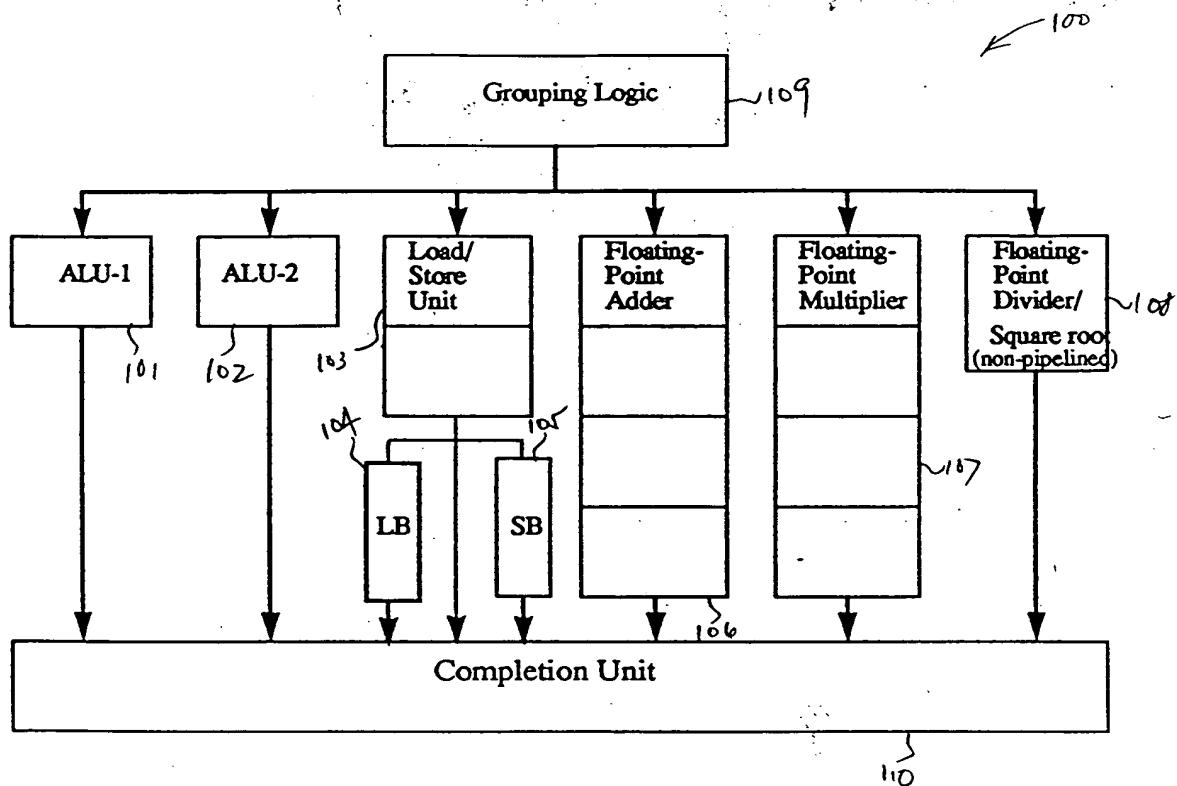 100
Grouping Logic
109
ALU-1
101
ALU-2
102
Load/
Store
Unit
103
104
LB
105
SB
Floating-
Point
Adder
106
Floating-
Point
Multiplier
107
Floating-
Point
Divider/
Square roo
(non-pipelined)
108
Completion Unit
110